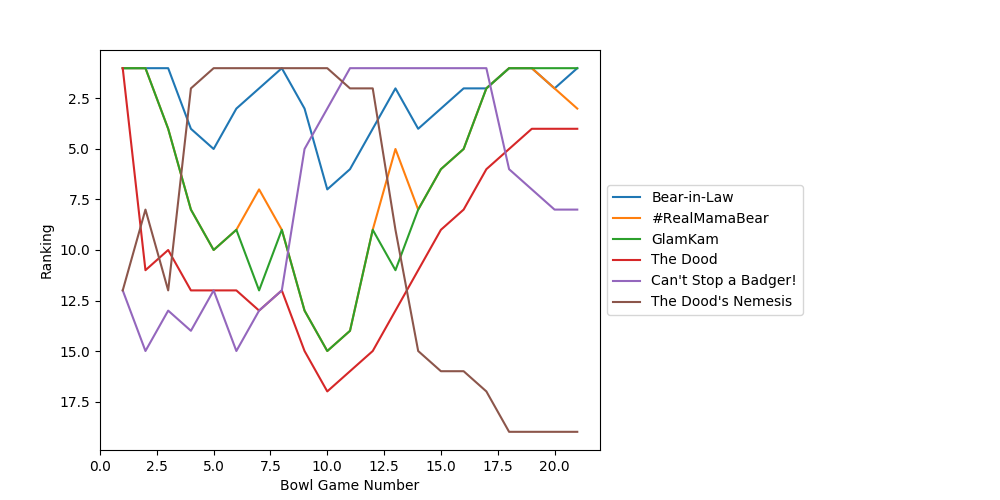 2.5
5.0
7.5
10.0
12.5
15.0
17.5
Ranking
0.0 2.5 5.0 7.5 10.0 12.5 15.0 17.5 20.0
Bowl Game Number
Bear-in-Law
#RealMamaBear
GlamKam
The Dood
Can't Stop a Badger!
The Dood's Nemesis